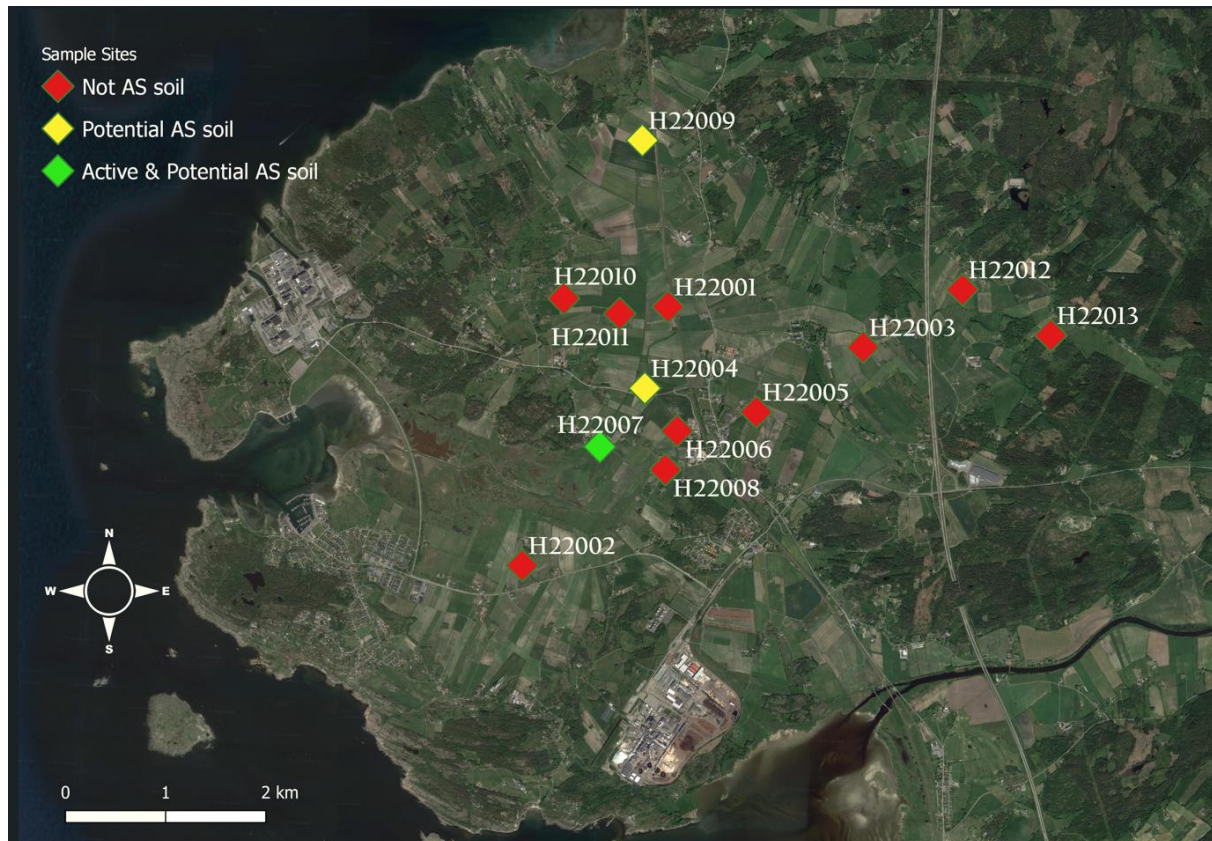 Sample Sites
Not AS soil
Potential AS soil
Active & Potential AS soil
H22009
H22010
H22001
H22011
H22012
H22013
H22003
H22004
H22005
H22007
H22006
H22008
H22002
N
W E
S
0 1 2 km